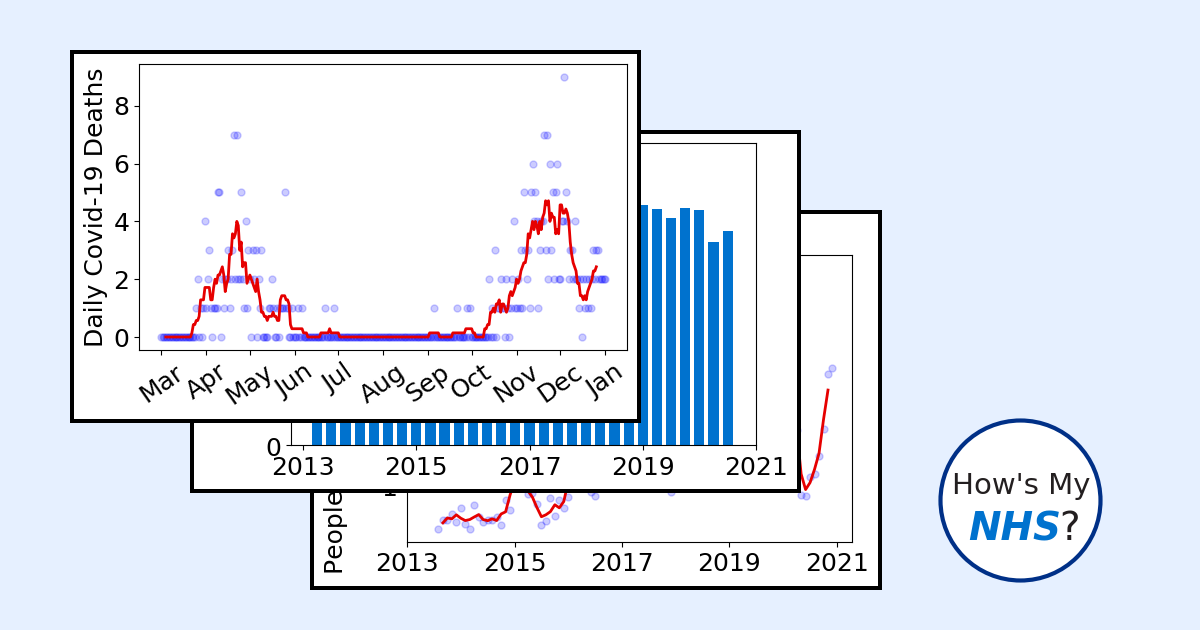 Daily Covid-19 Deaths
8
6
4
2
0
Mar Apr May Jun Jul Aug Sep Oct Nov Dec Jan
0
2013 2015 2017 2019 2021
People
2013 2015 2017 2019 2021
How's My
NHS?